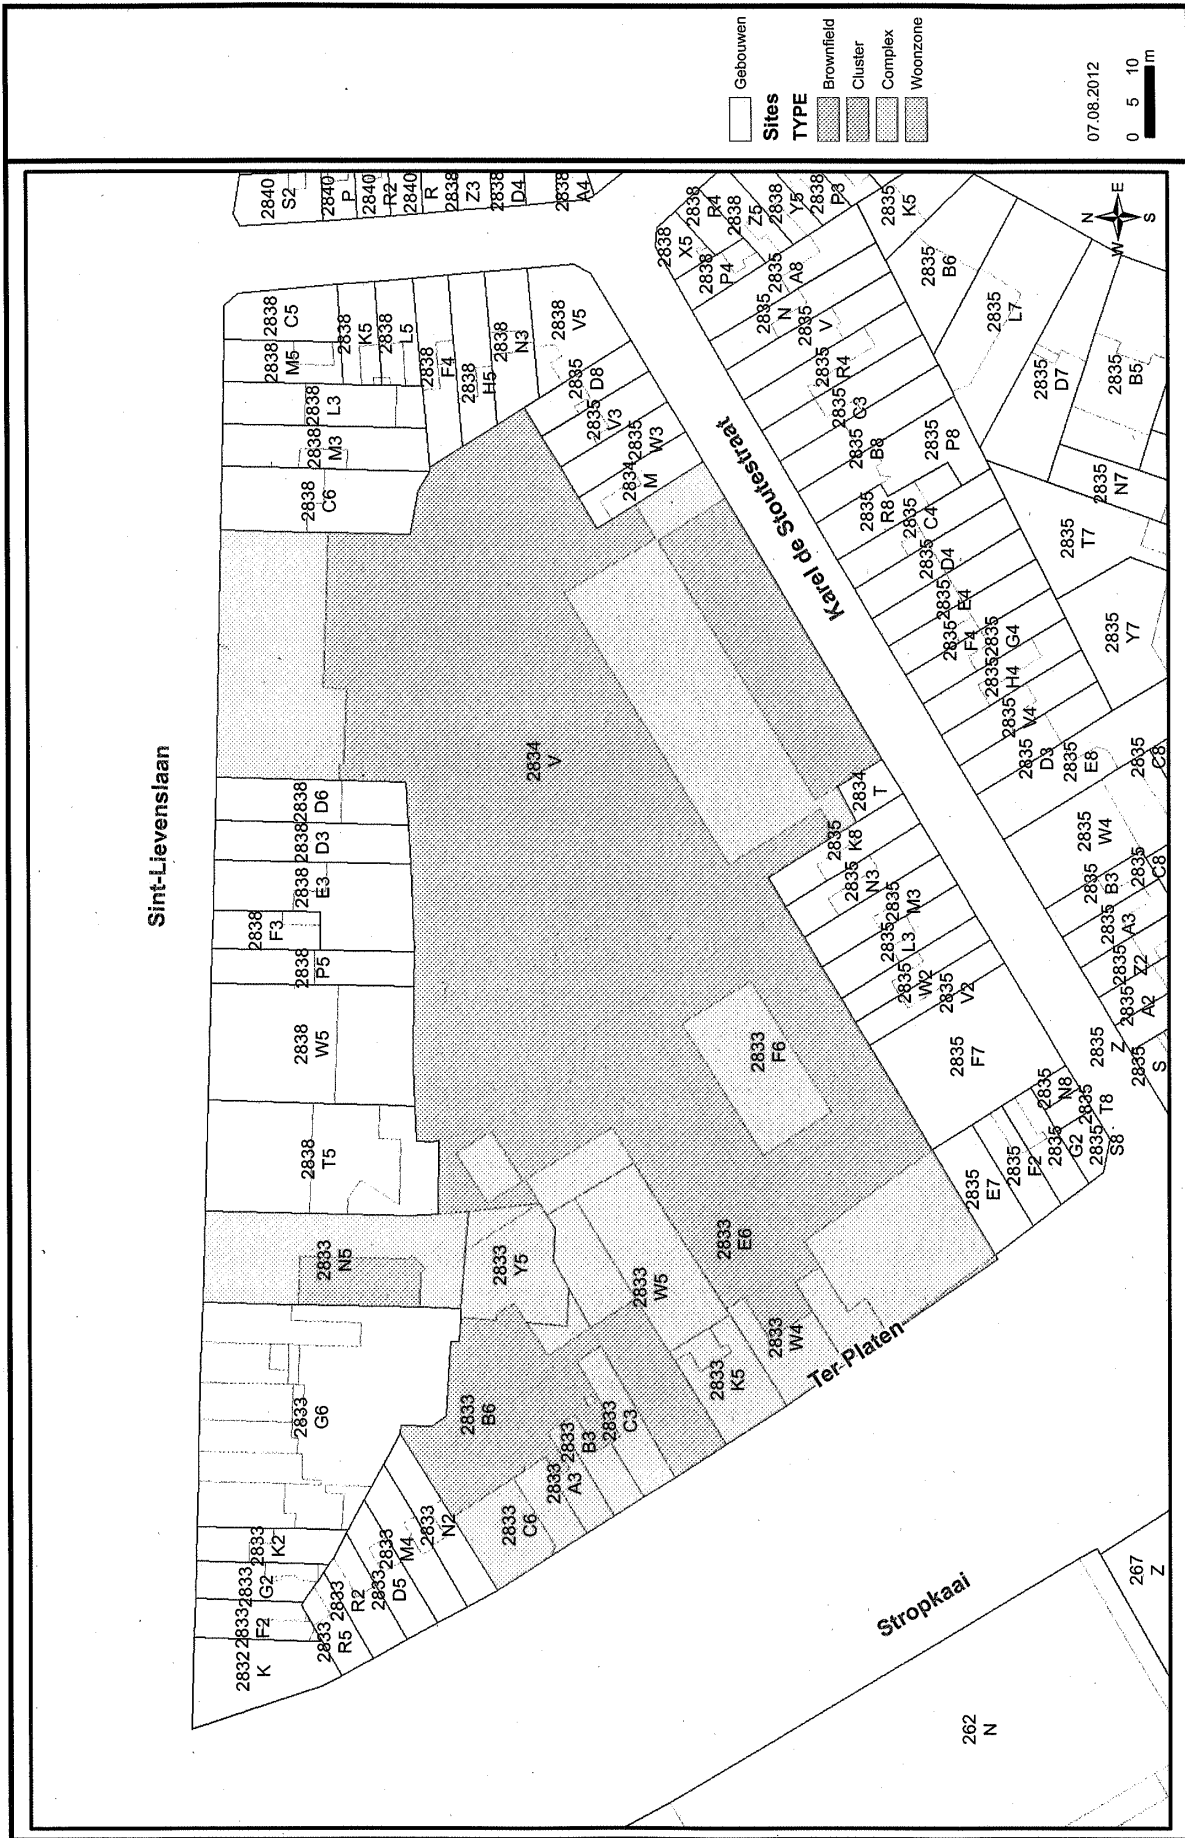 Sint-Lievenslaan
Karel de Stoutestraat
Ter Platen
Stropkaai
2832
K
2833
F2
2833
G2
2833
K2
2833
R5
2833
R2
2833
D5
2833
M4
2833
N2
2833
G6
2833
N5
2838
T5
2838
W5
2838
P5
2838
F3
2838
E3
2838
D3
2838
D6
2838
C6
2838
M3
2838
L3
2838
M5
2838
C5
2838
K5
2838
L5
2838
F4
2838
H5
2838
N3
2838
V5
2840
S2
2840
P
2840
R2
2840
R
2838
Z3
2838
D4
2838
A4
2833
B6
2833
C6
2833
A3
2833
B3
2833
C3
2833
Y5
2833
W5
2833
K5
2833
W4
2833
E6
2833
F6
2834
V
2835
D8
2835
V3
2835
W3
2834
M
2834
T
2835
K8
2835
N3
2835
M3
2835
L3
2835
W2
2835
V2
2835
F7
2835
E7
2835
F2
2835
G2
2835
N8
2835
T8
2835
S8
2838
X5
2838
R4
2838
P4
2838
Z5
2838
Y5
2838
P3
2835
K5
2835
A8
2835
N
2835
V
2835
R4
2835
C3
2835
B8
2835
P8
2835
R8
2835
C4
2835
D4
2835
E4
2835
F4
2835
G4
2835
H4
2835
V4
2835
D3
2835
E8
2835
C8
2835
W4
2835
B3
2835
C8
2835
A3
2835
Z2
2835
A2
2835
Z
2835
S
2835
B6
2835
L7
2835
D7
2835
B5
2835
N7
2835
T7
2835
Y7
262
N
267
Z
N
E
S
W
Gebouwen
Sites
TYPE
Brownfield
Cluster
Complex
Woonzone
07.08.2012
0 5 10
m